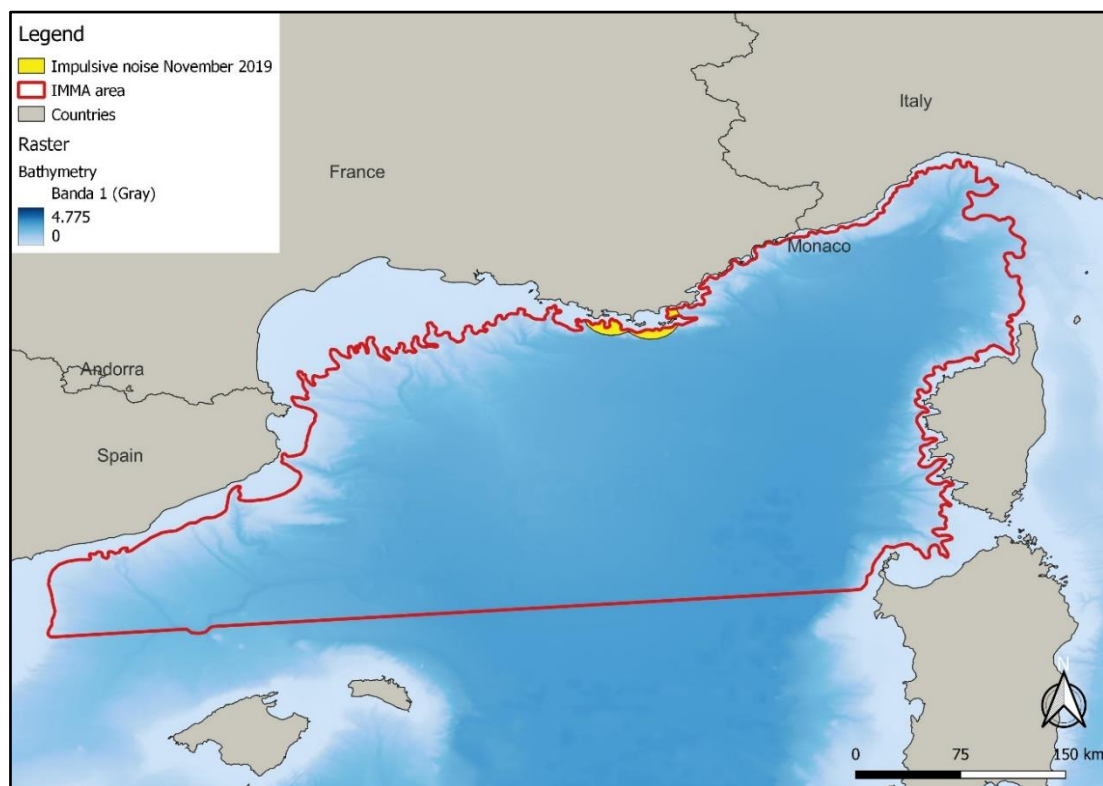 Legend
Impulsive noise November 2019
IMMA area
Countries
Raster
Bathymetry
Banda 1 (Gray)
4.775
0
Italy
France
Monaco
Andorra
Spain
N
0 75 150 km